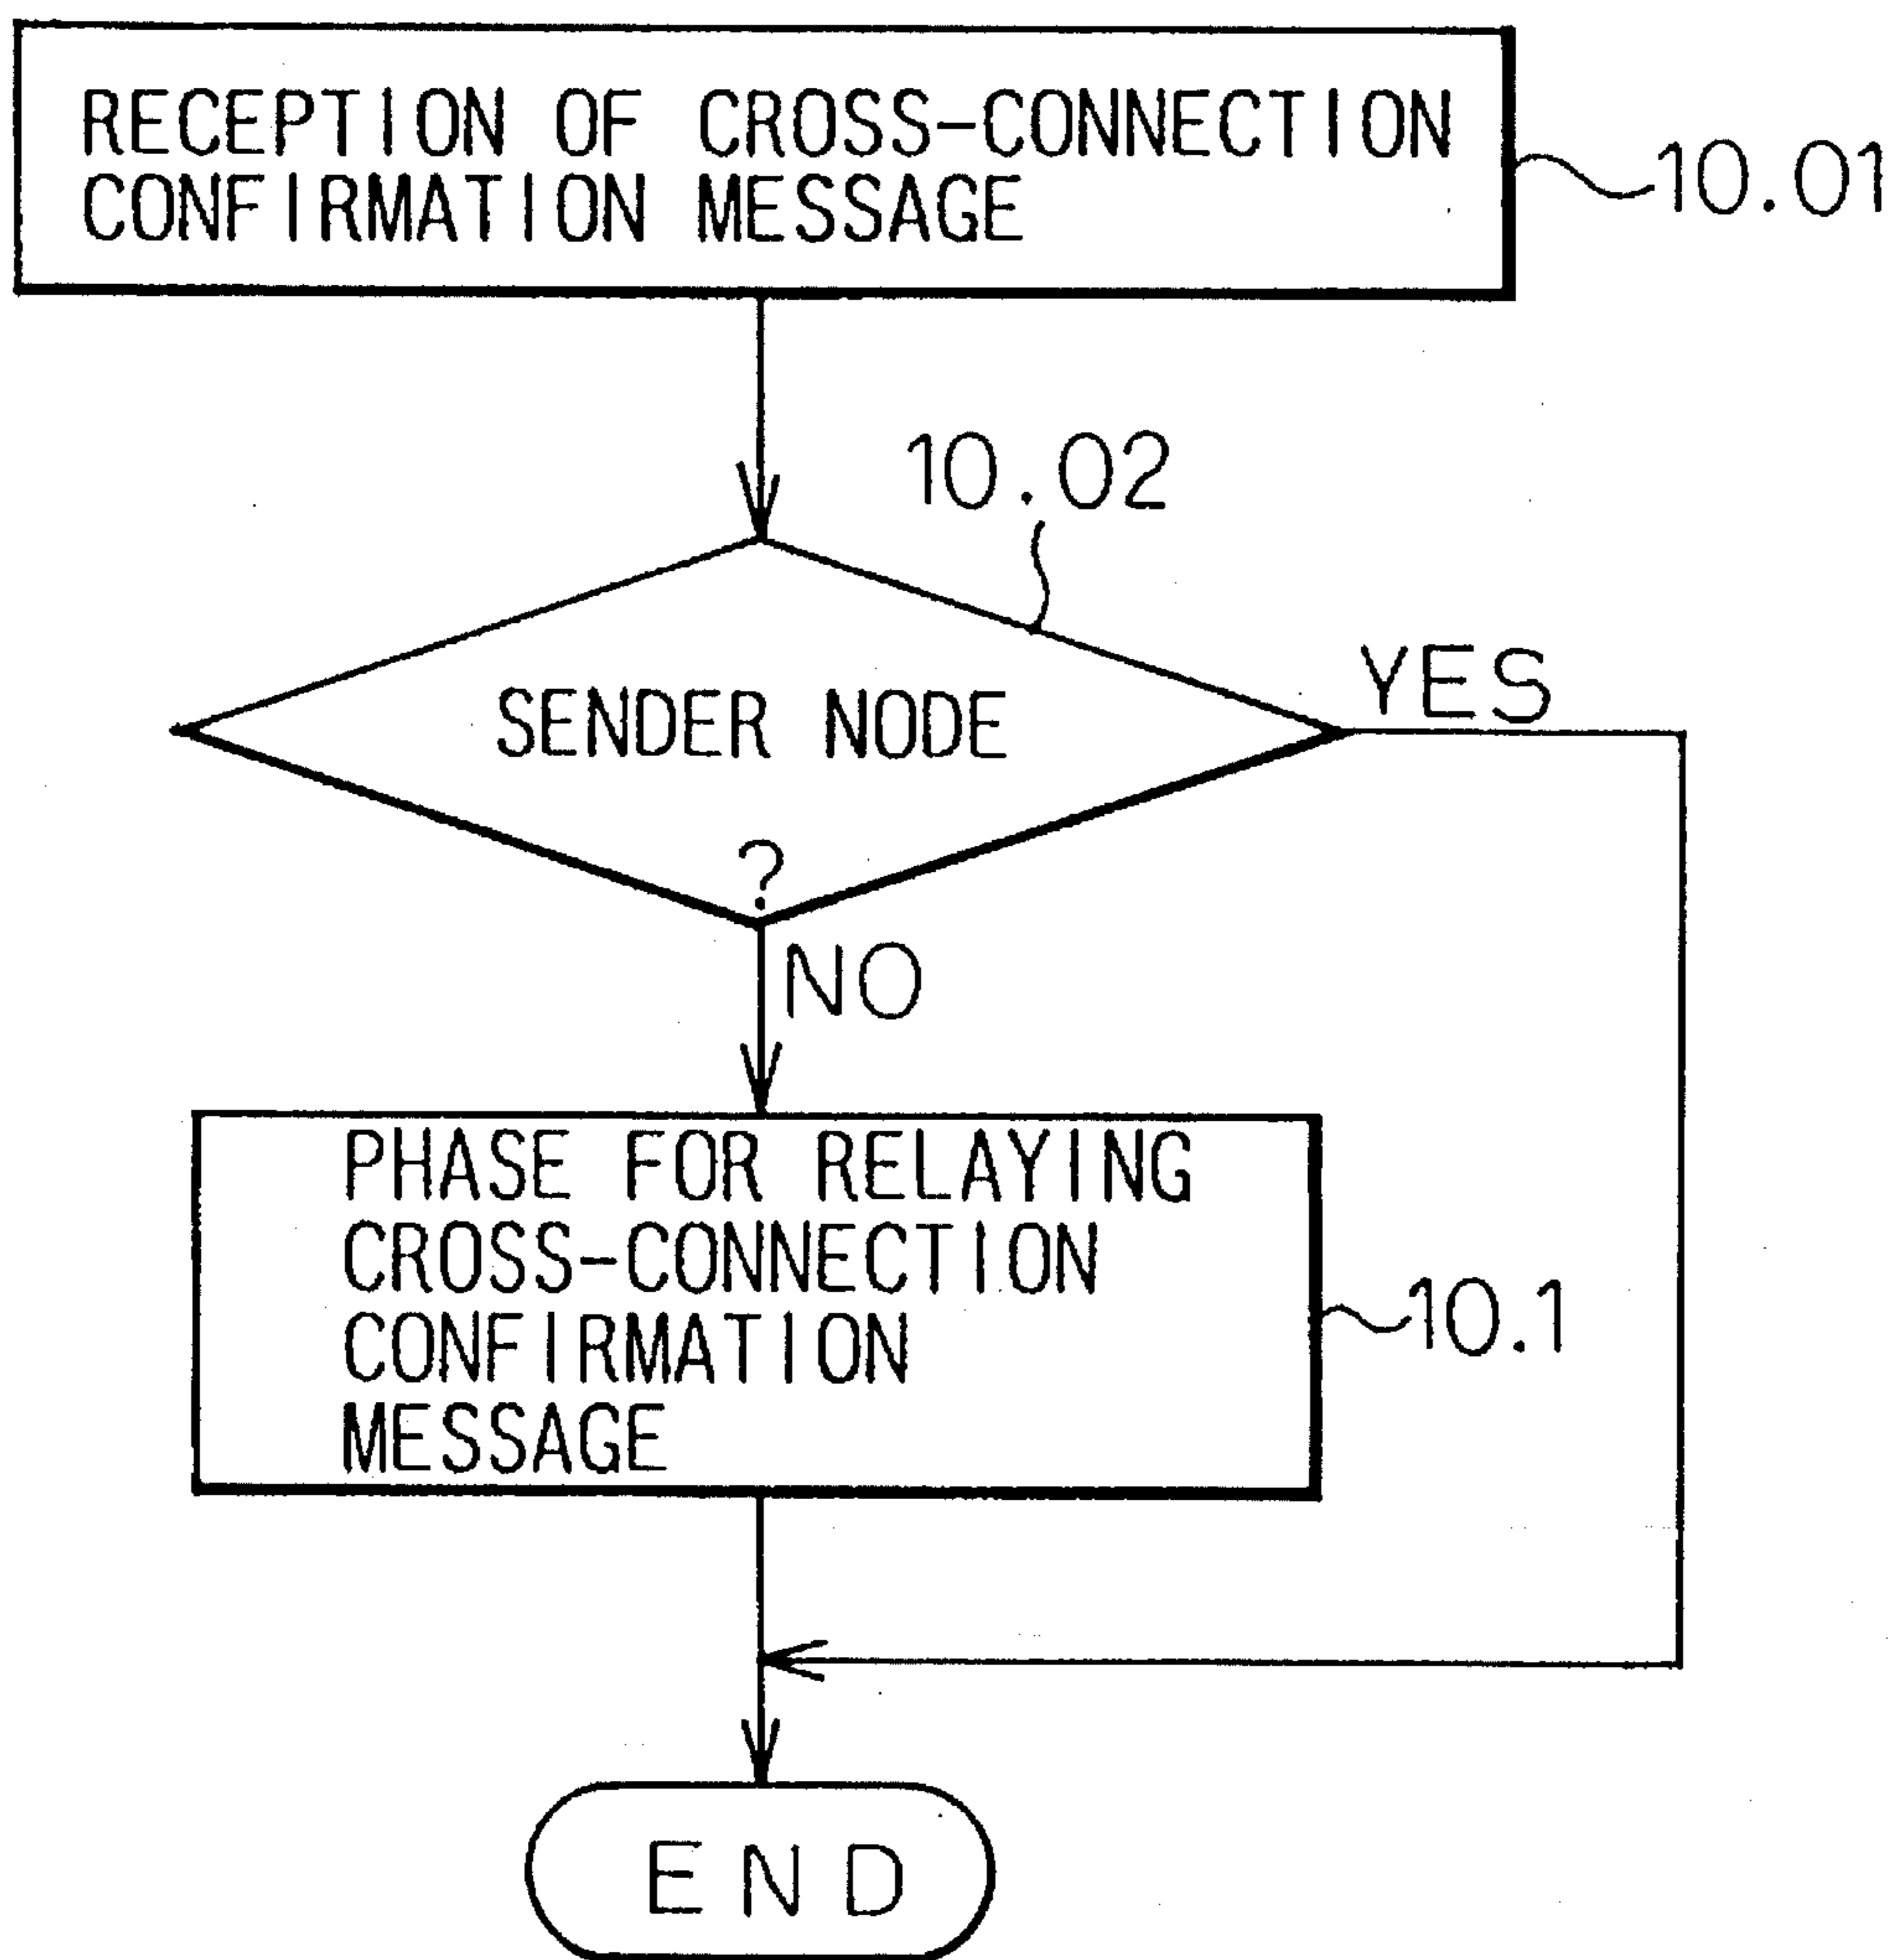 RECEPTION OF CROSS-CONNECTION
CONFIRMATION MESSAGE
10.01
10.02
SENDER NODE
?
YES
NO
PHASE FOR RELAYING
CROSS-CONNECTION
CONFIRMATION
MESSAGE
10.1
END